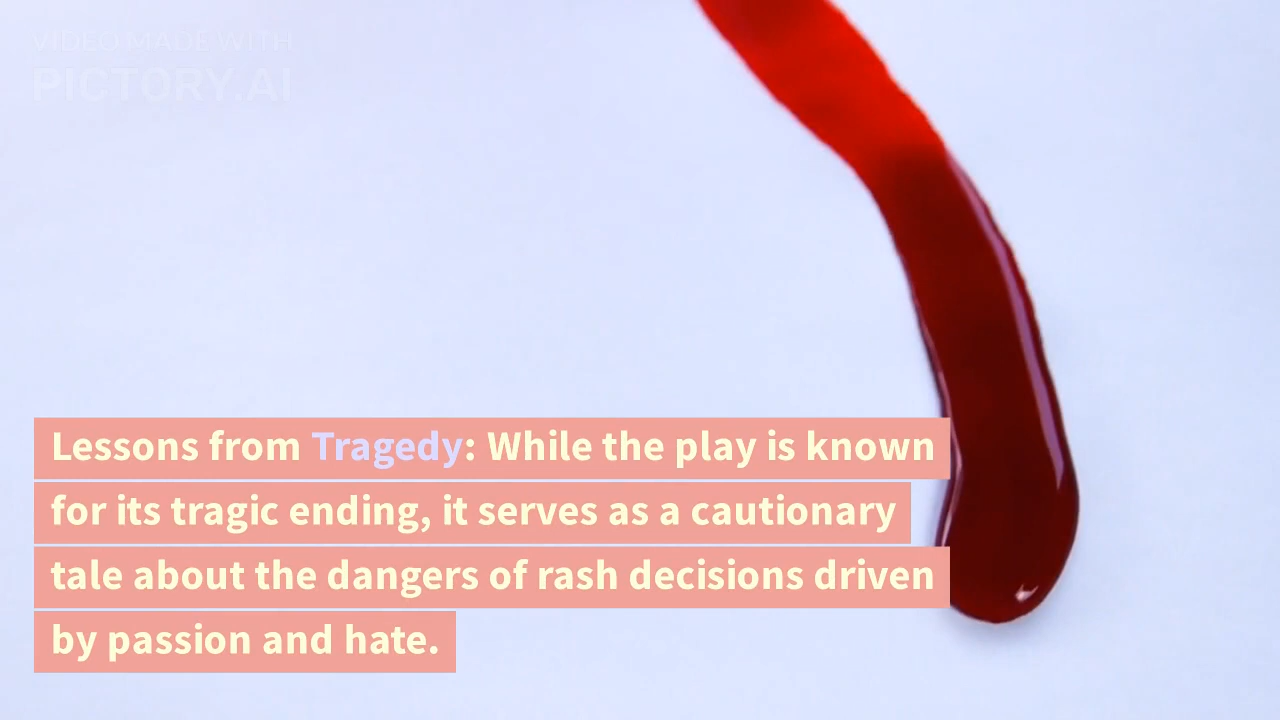 VIDEO MADE WITH
PICTORY.AI
Lessons from Tragedy: While the play is known
for its tragic ending, it serves as a cautionary
tale about the dangers of rash decisions driven
by passion and hate.